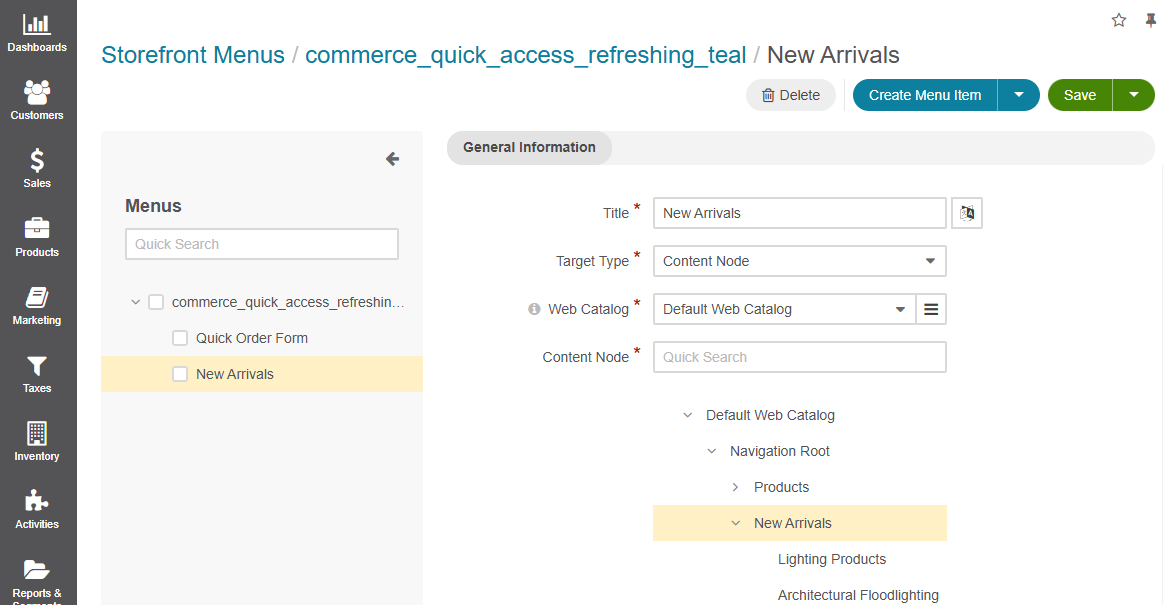 Dashboards
Customers
Sales
Products
Marketing
Taxes
Inventory
Activities
Reports &
Segments
Storefront Menus / commerce_quick_access_refreshing_teal / New Arrivals
Delete
Create Menu Item
Save
Menus
Quick Search
commerce_quick_access_refreshin...
Quick Order Form
New Arrivals
General Information
Title *
New Arrivals
Target Type *
Content Node
Web Catalog *
Default Web Catalog
Content Node *
Quick Search
Default Web Catalog
Navigation Root
Products
New Arrivals
Lighting Products
Architectural Floodlighting